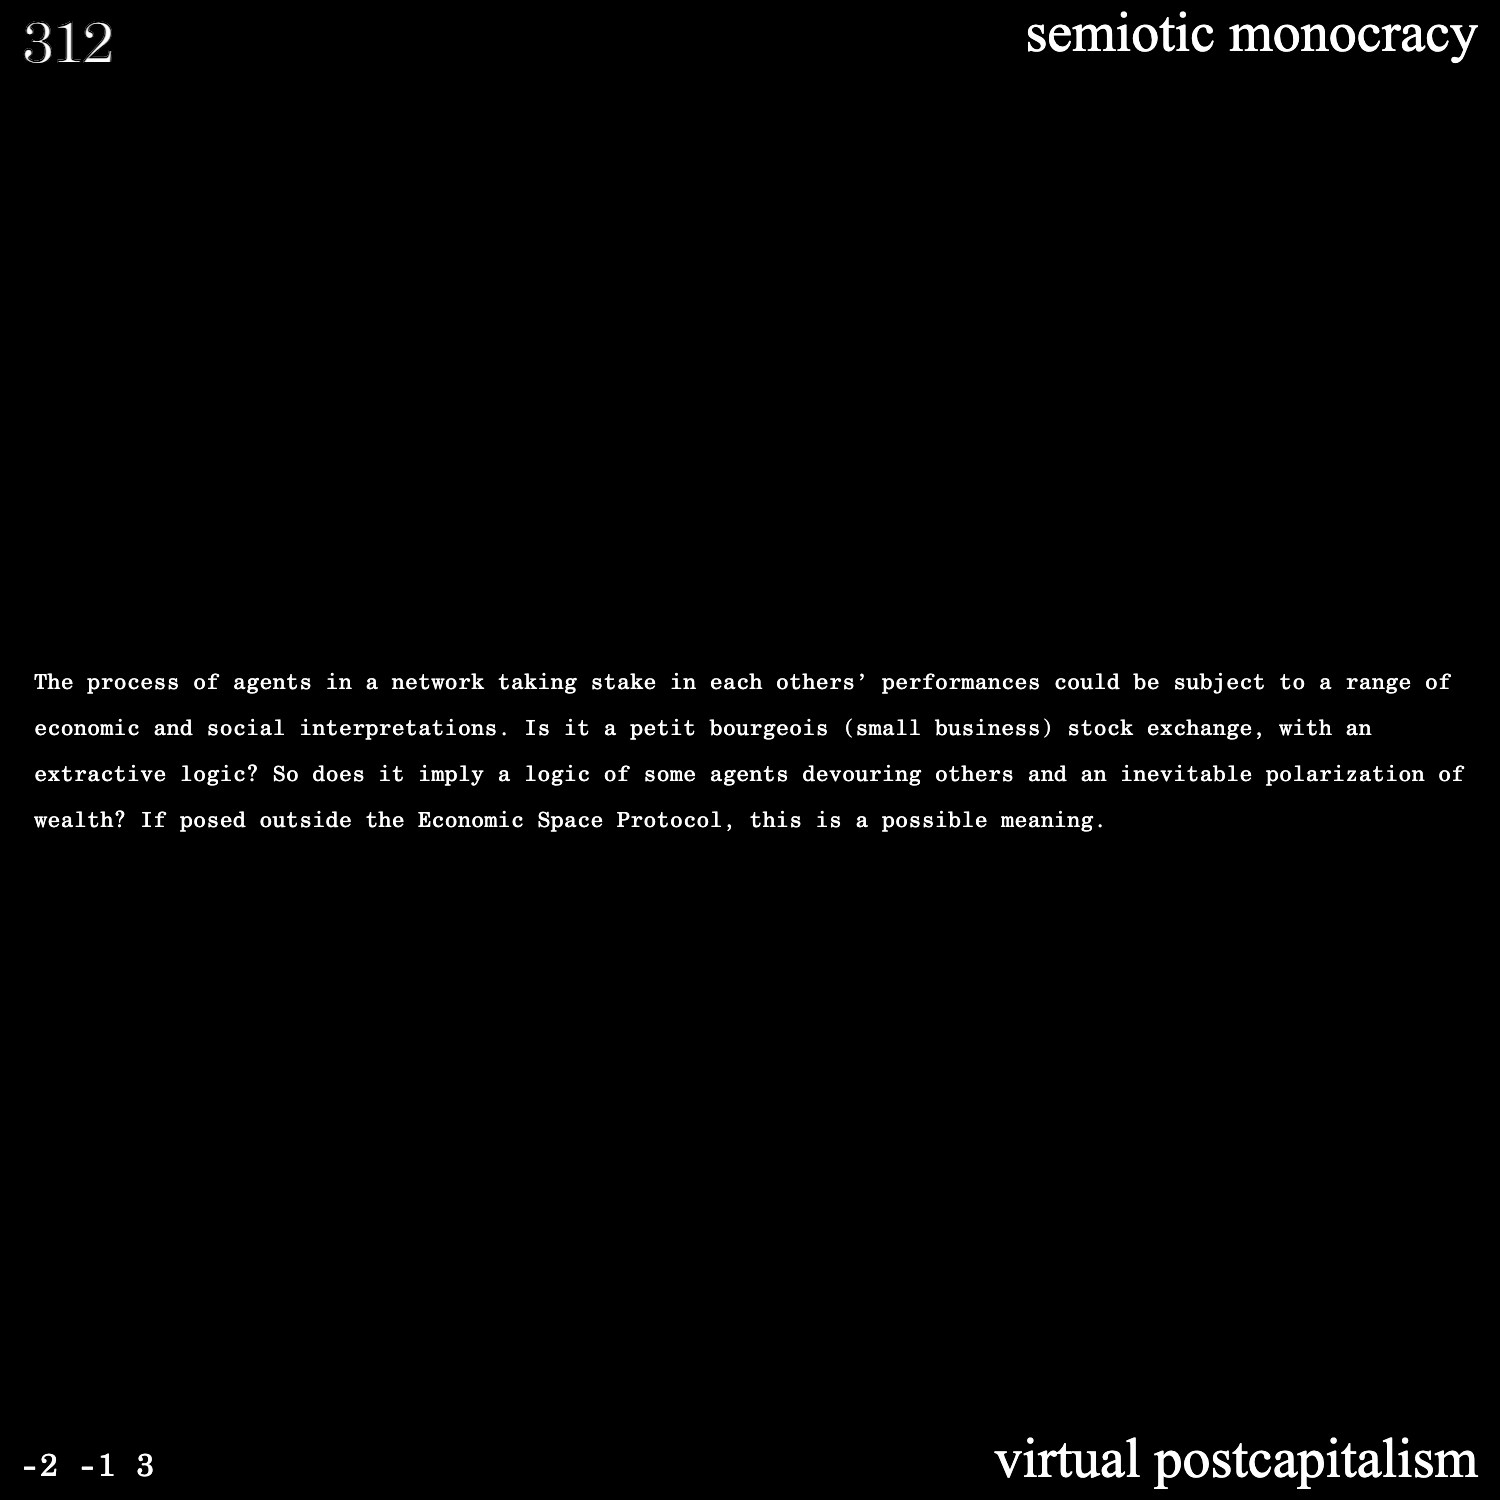 312
semiotic monocracy
The process of agents in a network taking stake in each others’ performances could be subject to a range of
economic and social interpretations. Is it a petit bourgeois (small business) stock exchange, with an
extractive logic? So does it imply a logic of some agents devouring others and an inevitable polarization of
wealth? If posed outside the Economic Space Protocol, this is a possible meaning.
-2 -1 3
virtual postcapitalism